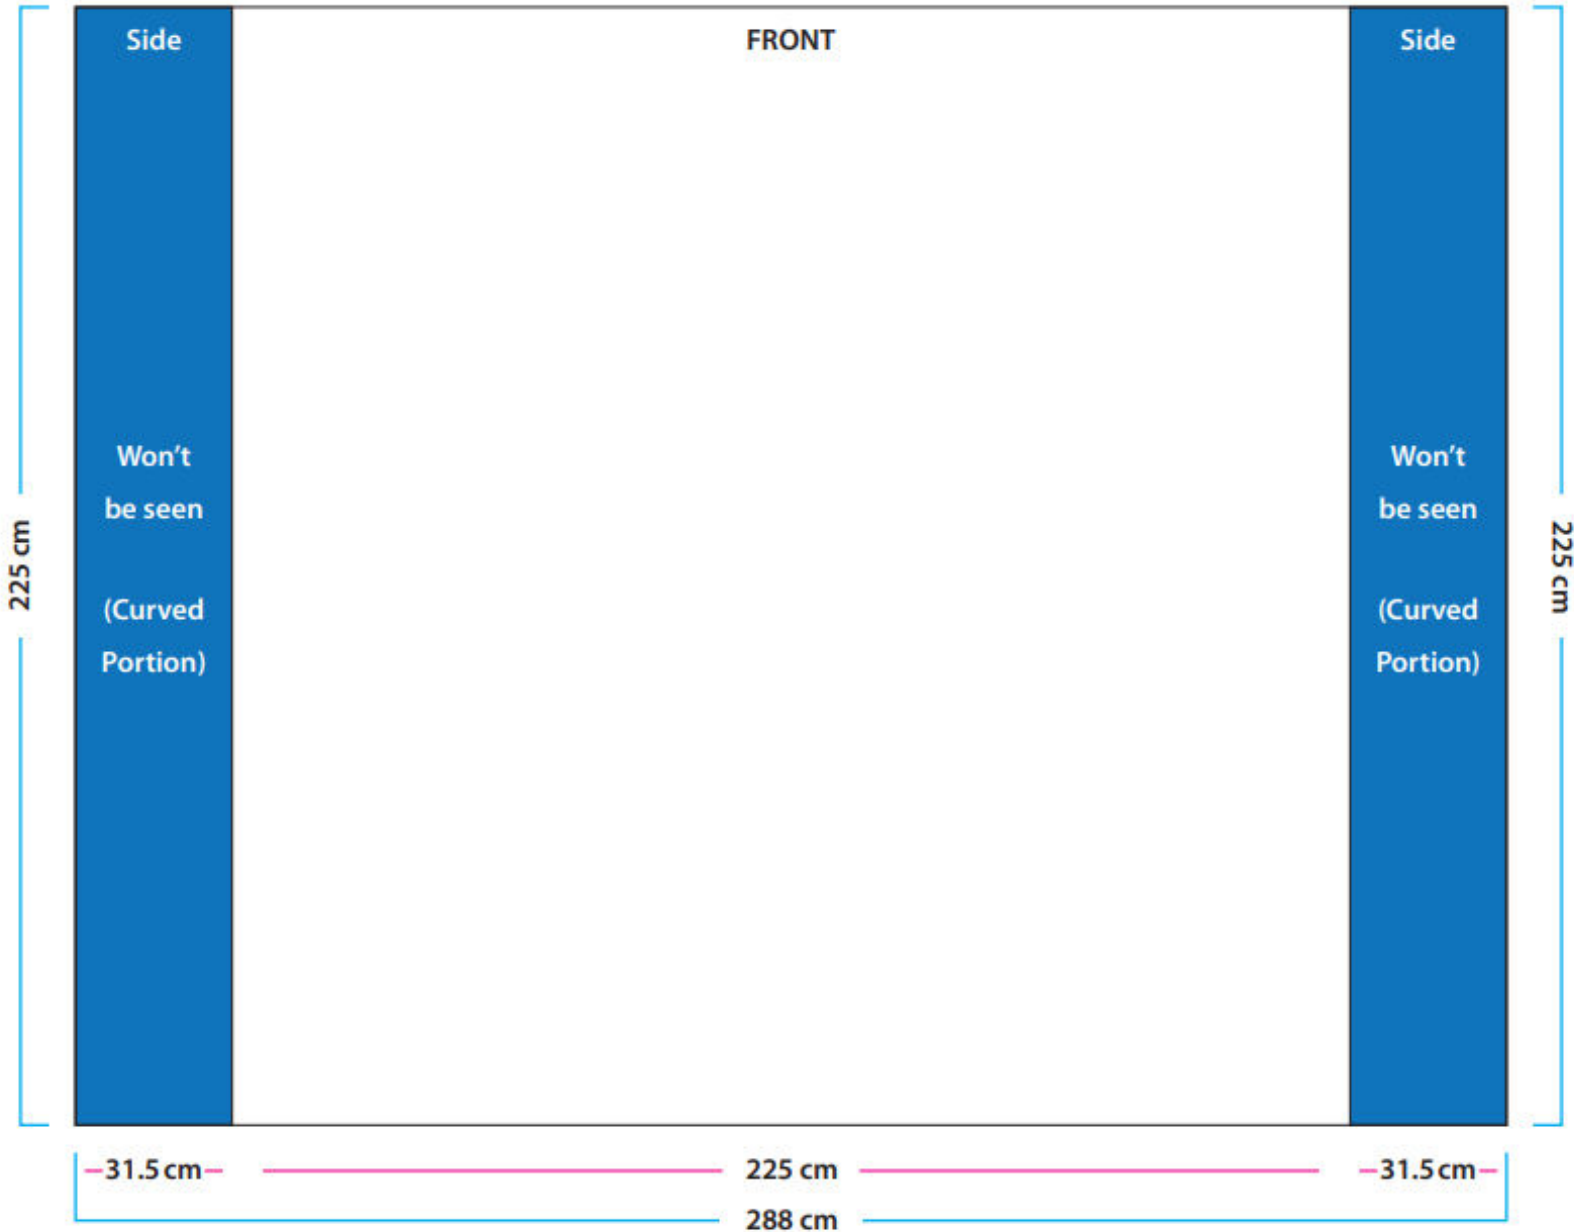 Side
FRONT
Side
Won't
be seen
(Curved
Portion)
Won't
be seen
(Curved
Portion)
225 cm
225 cm
31.5 cm
225 cm
31.5 cm
288 cm